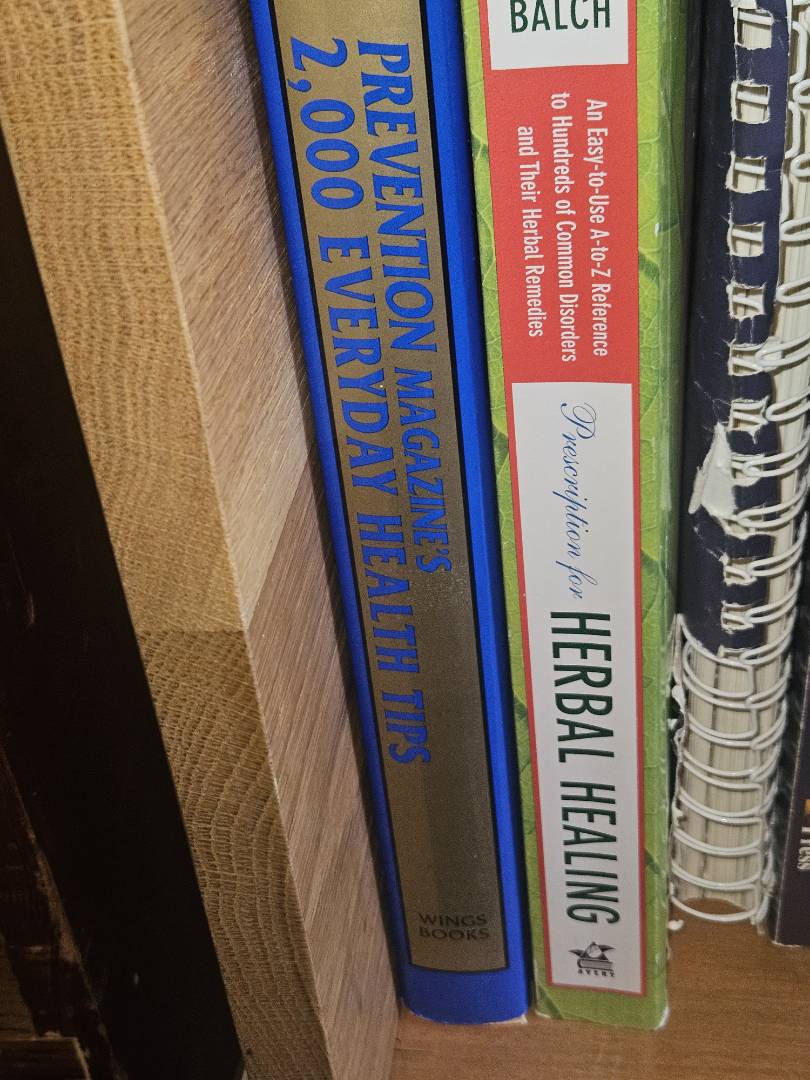 PREVENTION MAGAZINE'S
2,000 EVERYDAY HEALTH TIPS
WINGS
BOOKS
BALCH
An Easy-to-Use A-to-Z Reference
to Hundreds of Common Disorders
and Their Herbal Remedies
Prescription for
HERBAL HEALING
AVERY
Press